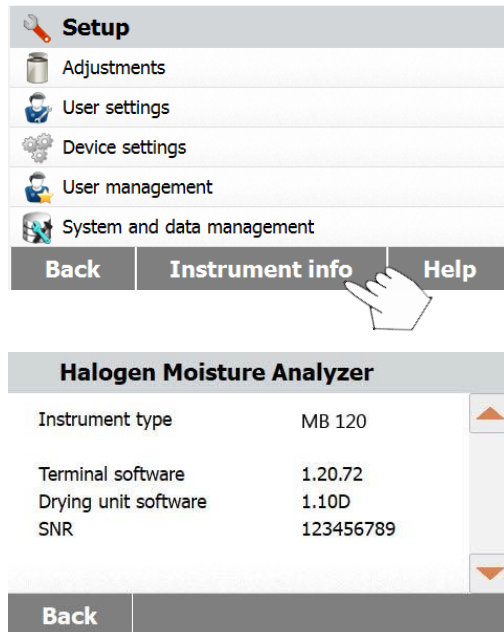 Setup
Adjustments
User settings
Device settings
User management
System and data management
Back Instrument info Help
Halogen Moisture Analyzer
Instrument type MB 120
Terminal software 1.20.72
Drying unit software 1.10D
SNR 123456789
Back